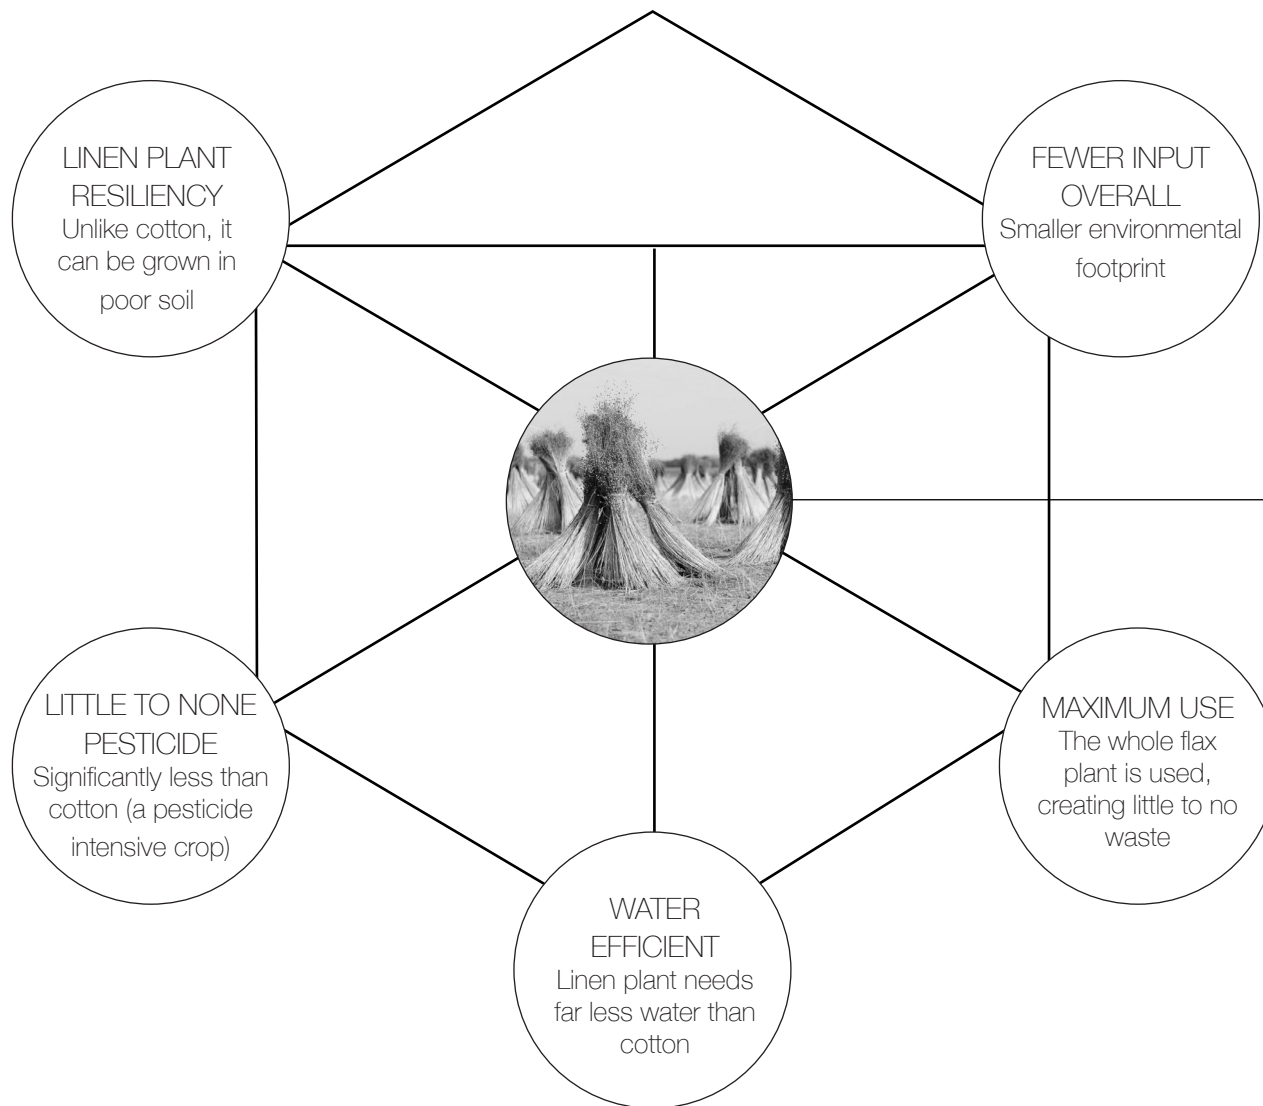 LINEN PLANT
RESILIENCY
Unlike cotton, it
can be grown in
poor soil
FEWER INPUT
OVERALL
Smaller environmental
footprint
LITTLE TO NONE
PESTICIDE
Significantly less than
cotton (a pesticide
intensive crop)
MAXIMUM USE
The whole flax
plant is used,
creating little to no
waste
WATER
EFFICIENT
Linen plant needs
far less water than
cotton